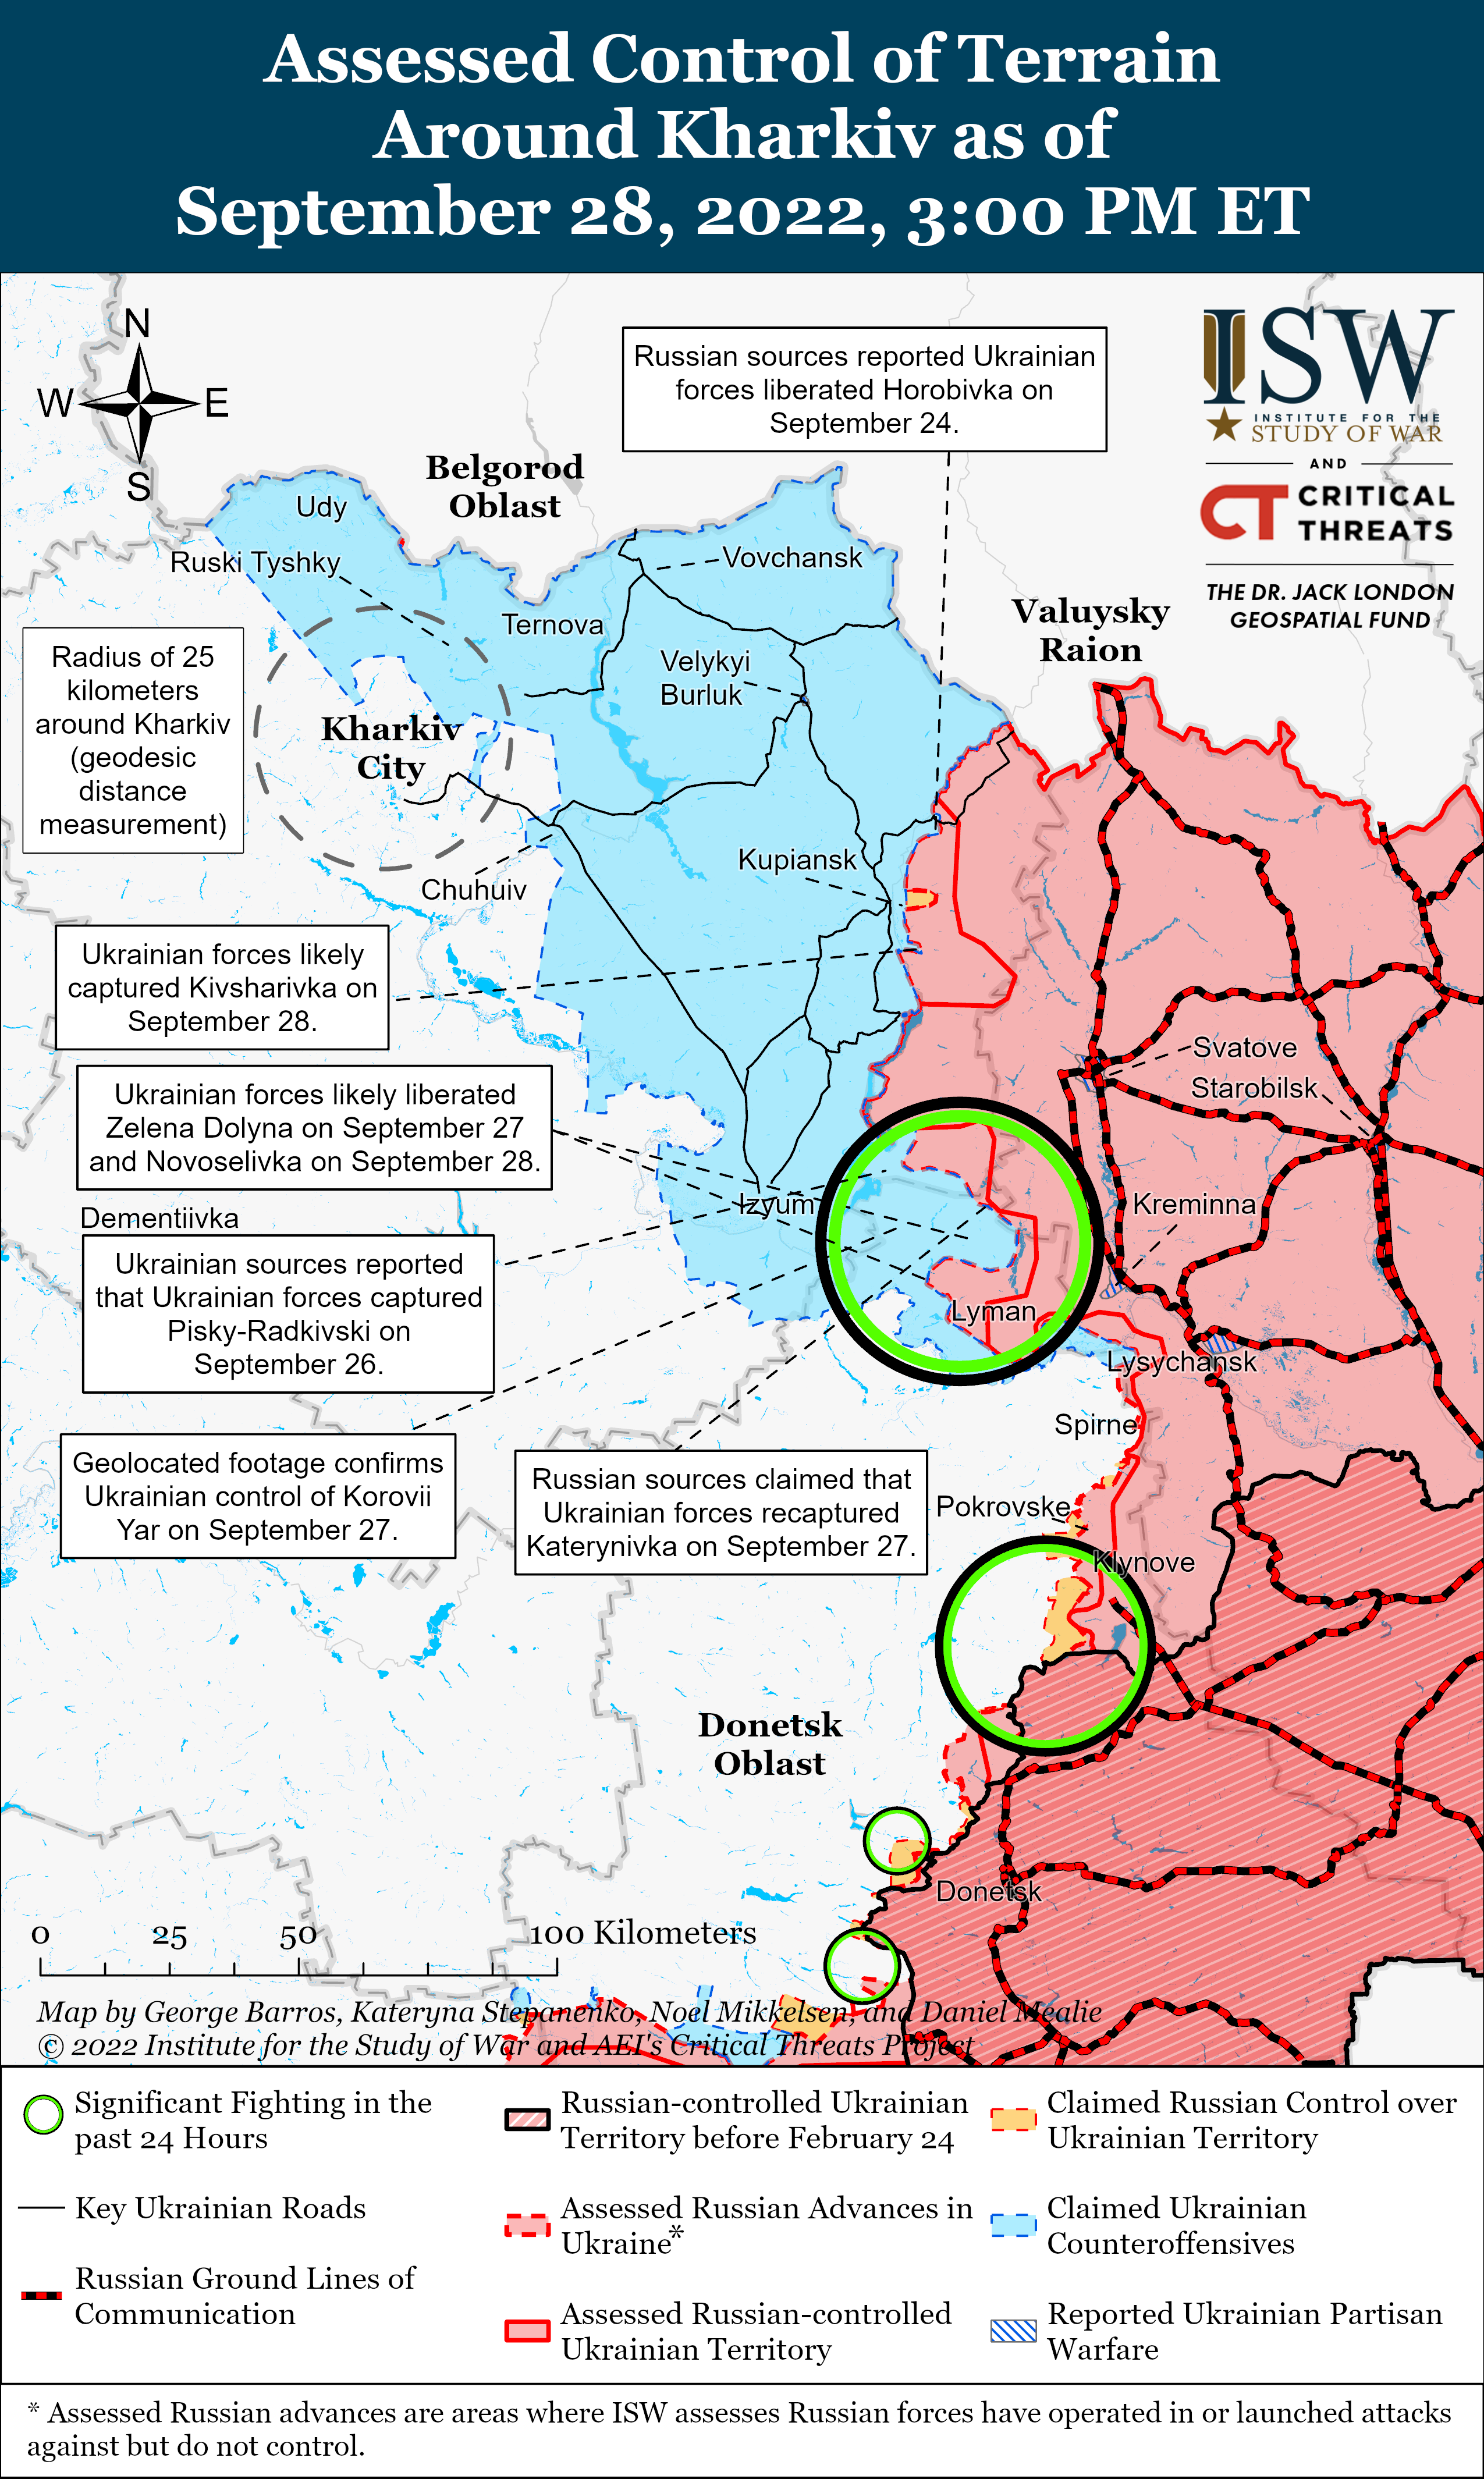 Assessed Control of Terrain
Around Kharkiv as of
September 28, 2022, 3:00 PM ET
N
W
E
S
Russian sources reported Ukrainian
forces liberated Horobivka on
September 24.
ISW
INSTITUTE FOR THE
STUDY OF WAR
AND
CT CRITICAL
THREATS
THE DR. JACK LONDON
GEOSPATIAL FUND
Belgorod
Oblast
Udy
Ruski Tyshky
Vovchansk
Ternova
Valuysky
Raion
Velykyi
Burluk
Radius of 25
kilometers
around Kharkiv
(geodesic
distance
measurement)
Kharkiv
City
Kupiansk
Chuhuiv
Ukrainian forces likely
captured Kivsharivka on
September 28.
Svatove
Starobilsk
Ukrainian forces likely liberated
Zelena Dolyna on September 27
and Novoselivka on September 28.
Izyum
Kreminna
Dementiivka
Ukrainian sources reported
that Ukrainian forces captured
Pisky-Radkivski on
September 26.
Lyman
Lysychansk
Spirne
Geolocated footage confirms
Ukrainian control of Korovii
Yar on September 27.
Russian sources claimed that
Ukrainian forces recaptured
Katerynivka on September 27.
Pokrovske
Klynove
Donetsk
Oblast
Donetsk
0 25 50 100 Kilometers
Map by George Barros, Kateryna Stepanenko, Noel Mikkelsen, and Daniel Mealie
© 2022 Institute for the Study of War and AEI's Critical Threats Project
Significant Fighting in the
past 24 Hours
Key Ukrainian Roads
Russian Ground Lines of
Communication
Russian-controlled Ukrainian
Territory before February 24
Assessed Russian Advances in
Ukraine*
Assessed Russian-controlled
Ukrainian Territory
Claimed Russian Control over
Ukrainian Territory
Claimed Ukrainian
Counteroffensives
Reported Ukrainian Partisan
Warfare
* Assessed Russian advances are areas where ISW assesses Russian forces have operated in or launched attacks
against but do not control.